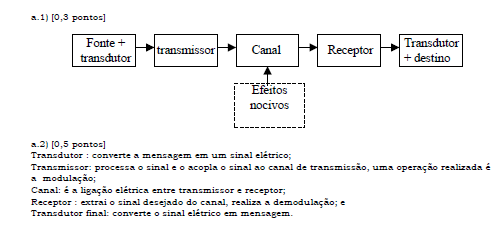 a.1) [0,3 pontos]
Fonte +
transdutor
transmissor
Canal
Receptor
Transdutor
+ destino
Efeitos
nocivos
a.2) [0,5 pontos]
Transdutor : converte a mensagem em um sinal elétrico;
Transmissor: processa o sinal e o acopla o sinal ao canal de transmissão, uma operação realizada é
a modulação;
Canal: é a ligação elétrica entre transmissor e receptor;
Receptor : extrai o sinal desejado do canal, realiza a demodulação; e
Transdutor final: converte o sinal elétrico em mensagem.